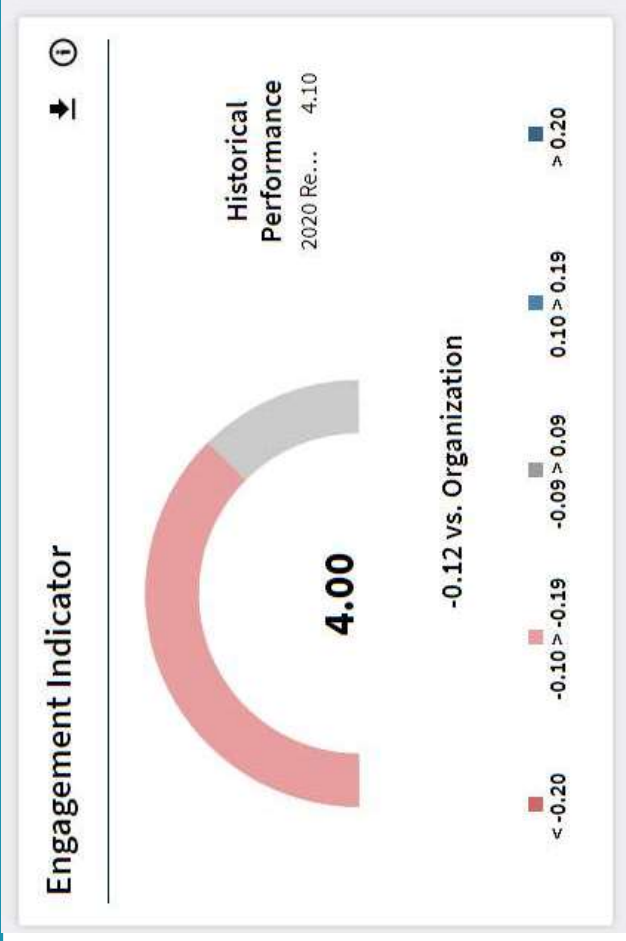 Engagement Indicator
Historical
Performance
2020 Re... 4.10
4.00
-0.12 vs. Organization
< -0.20
-0.10 > -0.19
-0.09 > 0.09
0.10 > 0.19
> 0.20